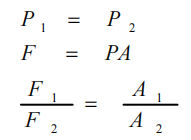 P₁ = P₂
F = PA
F₁/F₂ = A₁/A₂